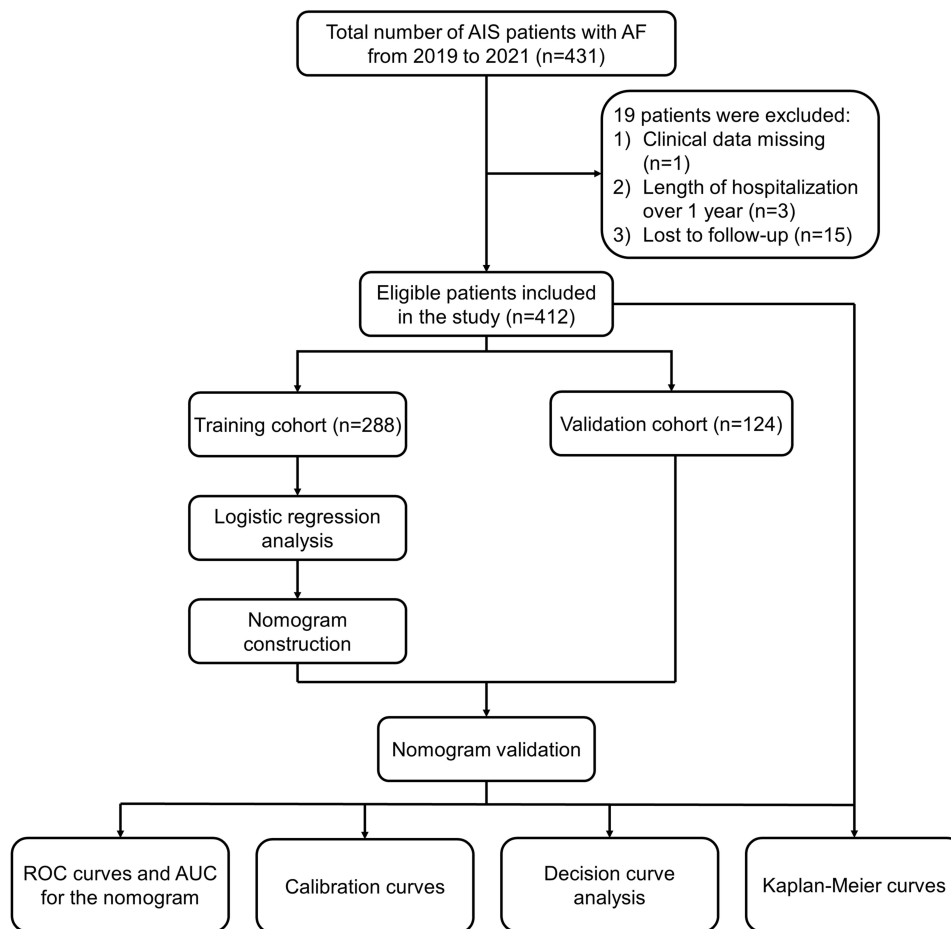 Total number of AIS patients with AF
from 2019 to 2021 (n=431)
19 patients were excluded:
1) Clinical data missing
(n=1)
2) Length of hospitalization
over 1 year (n=3)
3) Lost to follow-up (n=15)
Eligible patients included
in the study (n=412)
Training cohort (n=288)
Validation cohort (n=124)
Logistic regression
analysis
Nomogram
construction
Nomogram validation
ROC curves and AUC
for the nomogram
Calibration curves
Decision curve
analysis
Kaplan-Meier curves